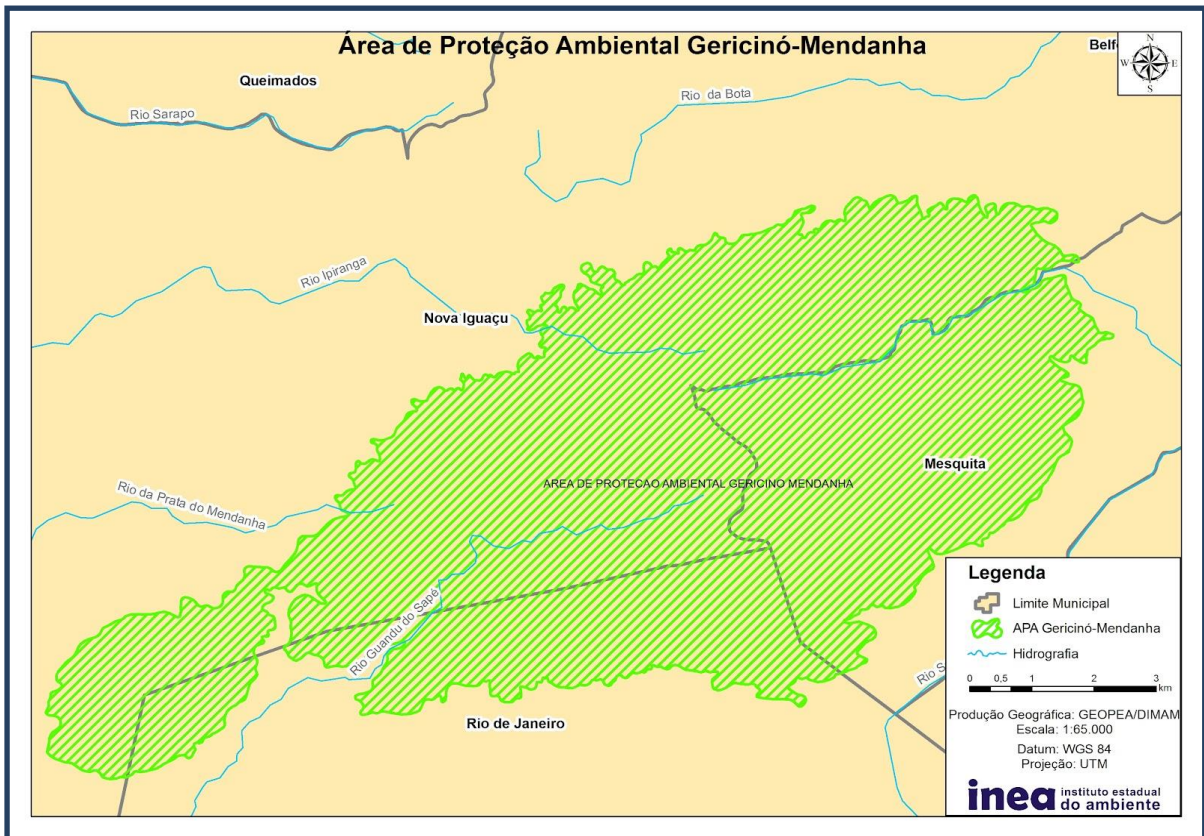 Área de Proteção Ambiental Gericinó-Mendanha
N
W E
S
Queimados
Rio Sarapo
Rio da Bota
Rio Ipiranga
Nova Iguaçu
Mesquita
AREA DE PROTECAO AMBIENTAL GERICINO MENDANHA
Rio da Prata do Mendanha
Rio Guandu do Sapé
Rio de Janeiro
Legenda
Limite Municipal
APA Gericinó-Mendanha
Hidrografia
0 0,5 1 2 3
km
Produção Geográfica: GEOPEA/DIMAM
Escala: 1:65.000
Datum: WGS 84
Projeção: UTM
inea instituto estadual
do ambiente